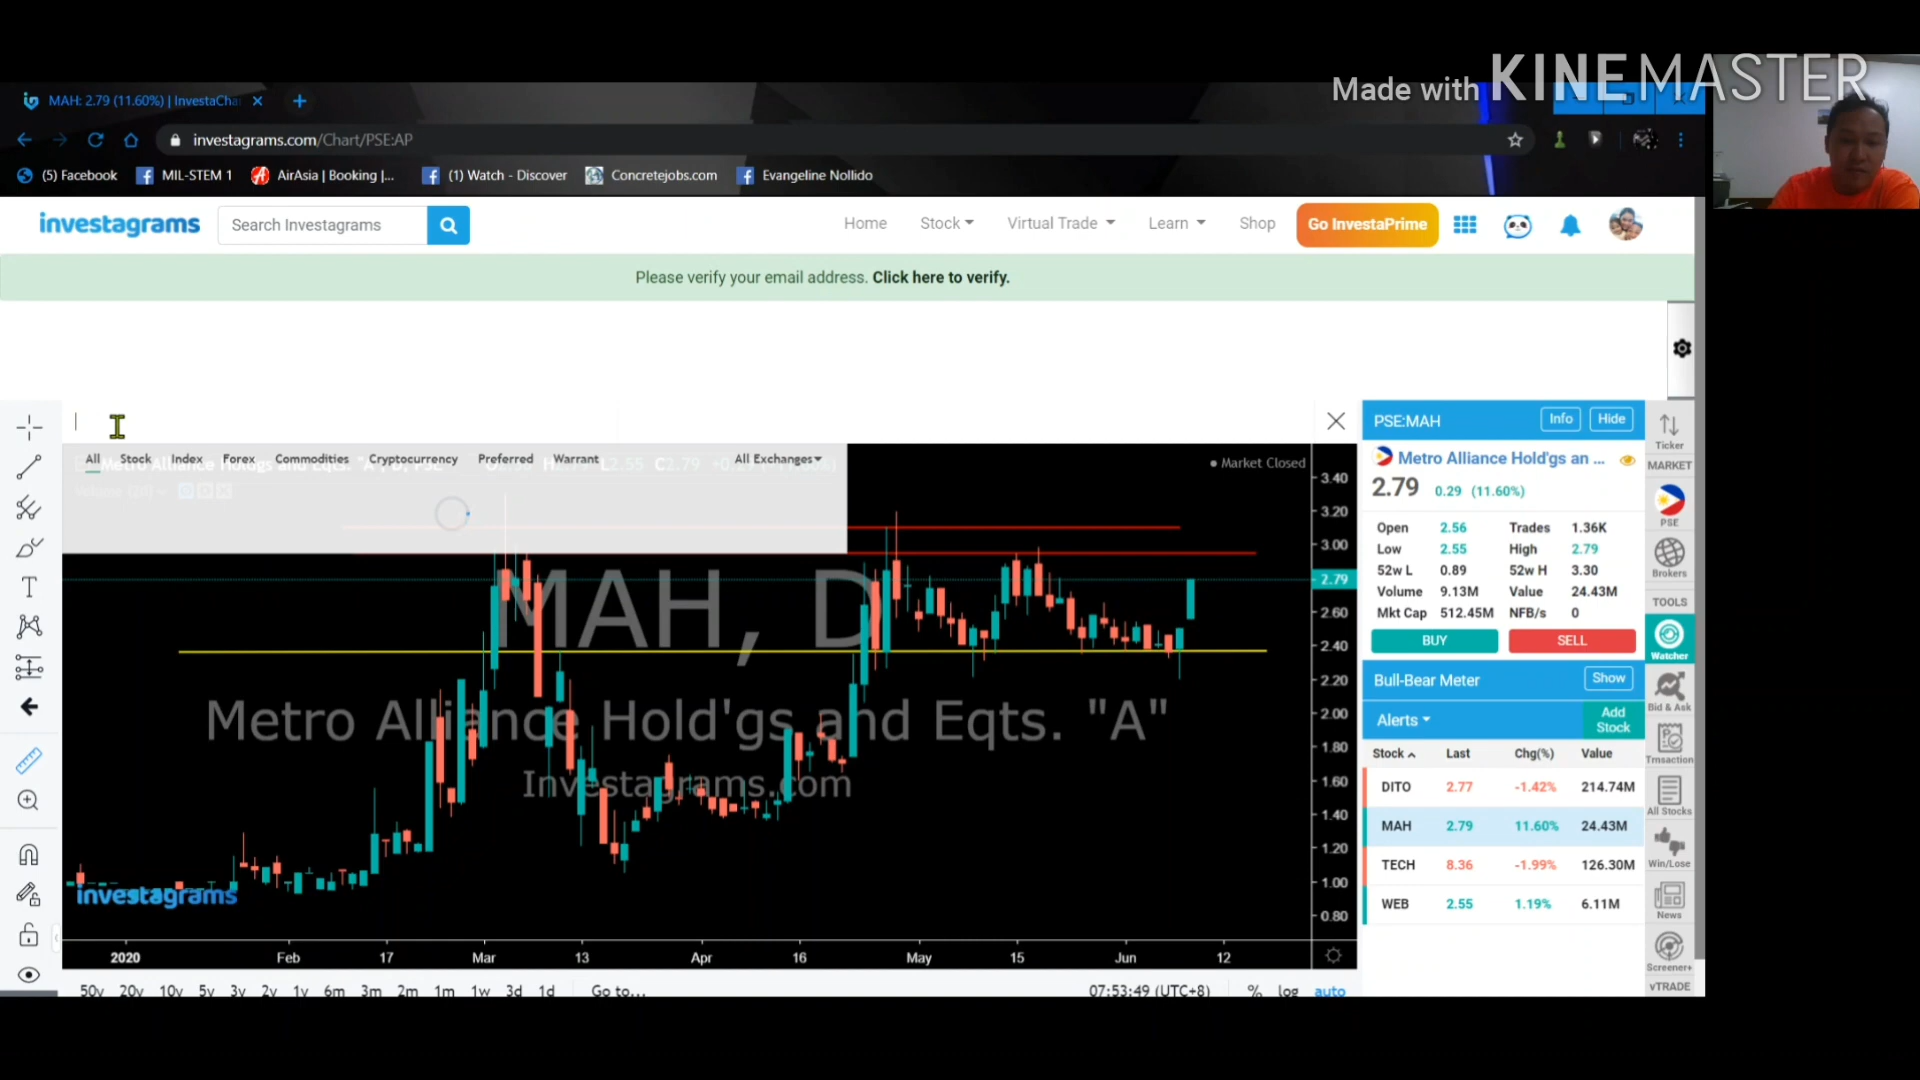 Made with KINEMASTER
MAH: 2.79 (11.60%) | InvestaCha
investagrams.com/Chart/PSE:AP
(5) Facebook MIL-STEM 1 AirAsia | Booking |... (1) Watch - Discover Concretejobs.com Evangeline Nollido
investagrams Search Investagrams Home Stock Virtual Trade Learn Shop Go InvestaPrime
Please verify your email address. Click here to verify.
All Stock Index Forex Commodities Cryptocurrency Preferred Warrant All Exchanges
Market Closed
3.40
3.20
3.00
2.79
2.60
2.40
2.20
2.00
1.80
1.60
1.40
1.20
1.00
0.80
MAH, D
Metro Alliance Hold'gs and Eqts. "A"
Investagrams.com
investagrams
2020 Feb 17 Mar 13 Apr 16 May 15 Jun 12
50y 20y 10y 5y 3y 2y 1y 6m 3m 2m 1m 1w 3d 1d Go to... 07:53:49 (UTC+8) % log auto
PSE:MAH Info Hide
Metro Alliance Hold'gs an ...
2.79 0.29 (11.60%)
Open 2.56 Trades 1.36K
Low 2.55 High 2.79
52w L 0.89 52w H 3.30
Volume 9.13M Value 24.43M
Mkt Cap 512.45M NFB/s 0
BUY SELL
Bull-Bear Meter Show
Alerts Add Stock
Stock Last Chg(%) Value
DITO 2.77 -1.42% 214.74M
MAH 2.79 11.60% 24.43M
TECH 8.36 -1.99% 126.30M
WEB 2.55 1.19% 6.11M
Ticker
MARKET
PSE
Brokers
TOOLS
Watcher
Bid & Ask
Trnsaction
All Stocks
Win/Lose
News
Screener+
vTRADE